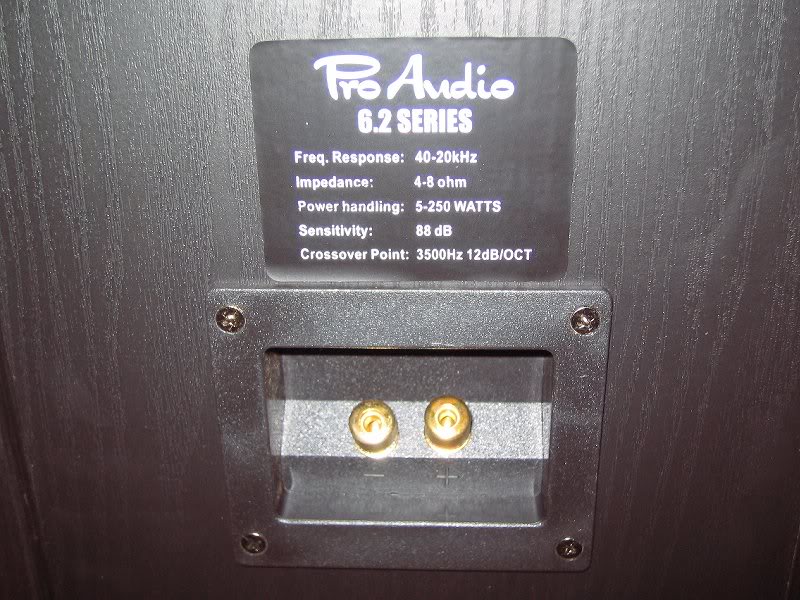 Pro Audio
6.2 SERIES
Freq. Response: 40-20kHz
Impedance: 4-8 ohm
Power handling: 5-250 WATTS
Sensitivity: 88 dB
Crossover Point: 3500Hz 12dB/OCT
− +